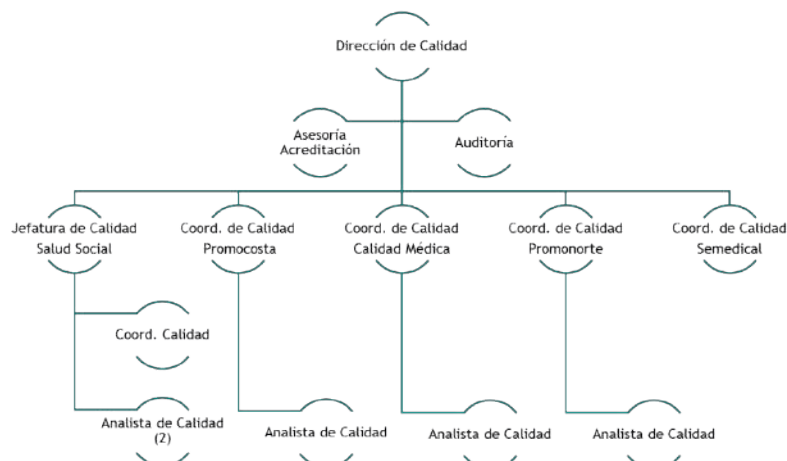 Dirección de Calidad
Asesoría
Acreditación
Auditoría
Jefatura de Calidad
Salud Social
Coord. de Calidad
Promocosta
Coord. de Calidad
Calidad Médica
Coord. de Calidad
Promonorte
Coord. de Calidad
Semedical
Coord. Calidad
Analista de Calidad
(2)
Analista de Calidad
Analista de Calidad
Analista de Calidad